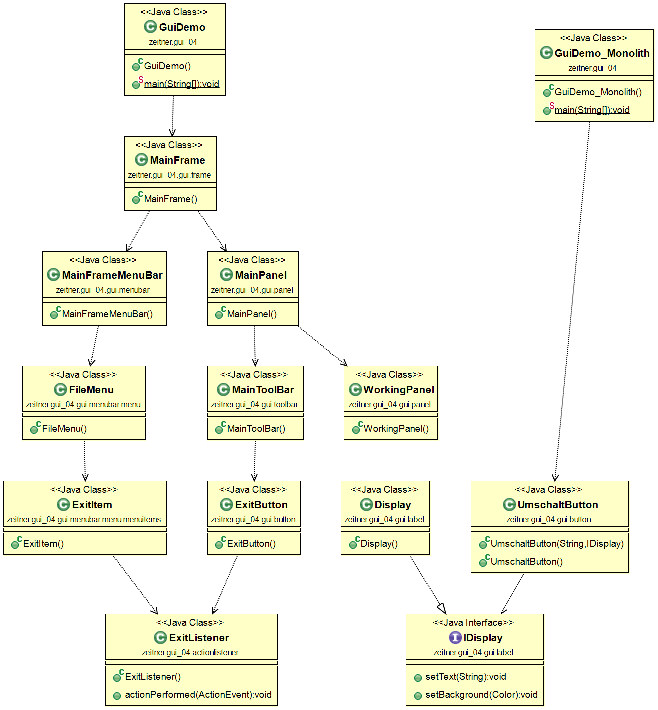 <<Java Class>>
GuiDemo
zeitner.gui_04
GuiDemo()
main(String[]):void
<<Java Class>>
GuiDemo_Monolith
zeitner.gui_04
GuiDemo_Monolith()
main(String[]):void
<<Java Class>>
MainFrame
zeitner.gui_04.gui.frame
MainFrame()
<<Java Class>>
MainFrameMenuBar
zeitner.gui_04.gui.menubar
MainFrameMenuBar()
<<Java Class>>
MainPanel
zeitner.gui_04.gui.panel
MainPanel()
<<Java Class>>
FileMenu
zeitner.gui_04.gui.menubar.menu
FileMenu()
<<Java Class>>
MainToolBar
zeitner.gui_04.gui.toolbar
MainToolBar()
<<Java Class>>
WorkingPanel
zeitner.gui_04.gui.panel
WorkingPanel()
<<Java Class>>
ExitItem
zeitner.gui_04.gui.menubar.menu.menuitems
ExitItem()
<<Java Class>>
ExitButton
zeitner.gui_04.gui.button
ExitButton()
<<Java Class>>
Display
zeitner.gui_04.gui.label
Display()
<<Java Class>>
UmschaltButton
zeitner.gui_04.gui.button
UmschaltButton(String,IDisplay)
UmschaltButton()
<<Java Class>>
ExitListener
zeitner.gui_04.actionlistener
ExitListener()
actionPerformed(ActionEvent):void
<<Java Interface>>
IDisplay
zeitner.gui_04.gui.label
setText(String):void
setBackground(Color):void